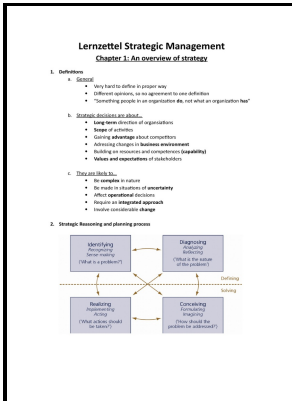 Lernzettel Strategic Management
Chapter 1: An overview of strategy
1. Definitions
a. General
• Very hard to define in proper way
• Different opinions, so no agreement to one definition
• "Something people in an organisation do, not what an organisation has"
b. Strategic decisions are about...
• Long-term direction of organisations
• Scope of activities
• Gaining advantage about competitors
• Adressing changes in business environment
• Building on resources and competences (capability)
• Values and expectations of stakeholders
c. They are likely to...
• Be complex in nature
• Be made in situations of uncertainty
• Affect operational decisions
• Require an integrated approach
• Involve considerable change
2. Strategic Reasoning and planning process
Identifying
Recognizing
Sense making
('What is a problem?')
Diagnosing
Analyzing
Reflecting
('What is the nature
of the problem?')
Defining
Solving
Realizing
Implementing
Acting
('What actions should
be taken?')
Conceiving
Formulating
Imagining
('How should the
problem be addressed?')